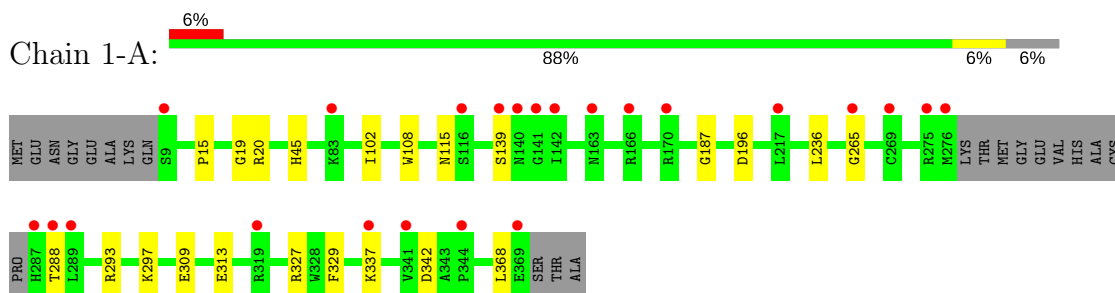 6%
Chain 1-A:
88% 6% 6%
MET GLU ASN GLY GLU ALA LYS GLN S9 P15 G19 R20 H45 K83 I102 W108 N115 S116 S139 N140 G141 I142 N163 R166 R170 G187 D196 L217 L236 G265 C269 R275 M276 LYS THR MET GLY GLU VAL HIS ALA CYS
PRO H287 T288 L289 R293 K297 E309 E313 R319 R327 W328 F329 K337 V341 D342 A343 P344 L368 E369 SER THR ALA